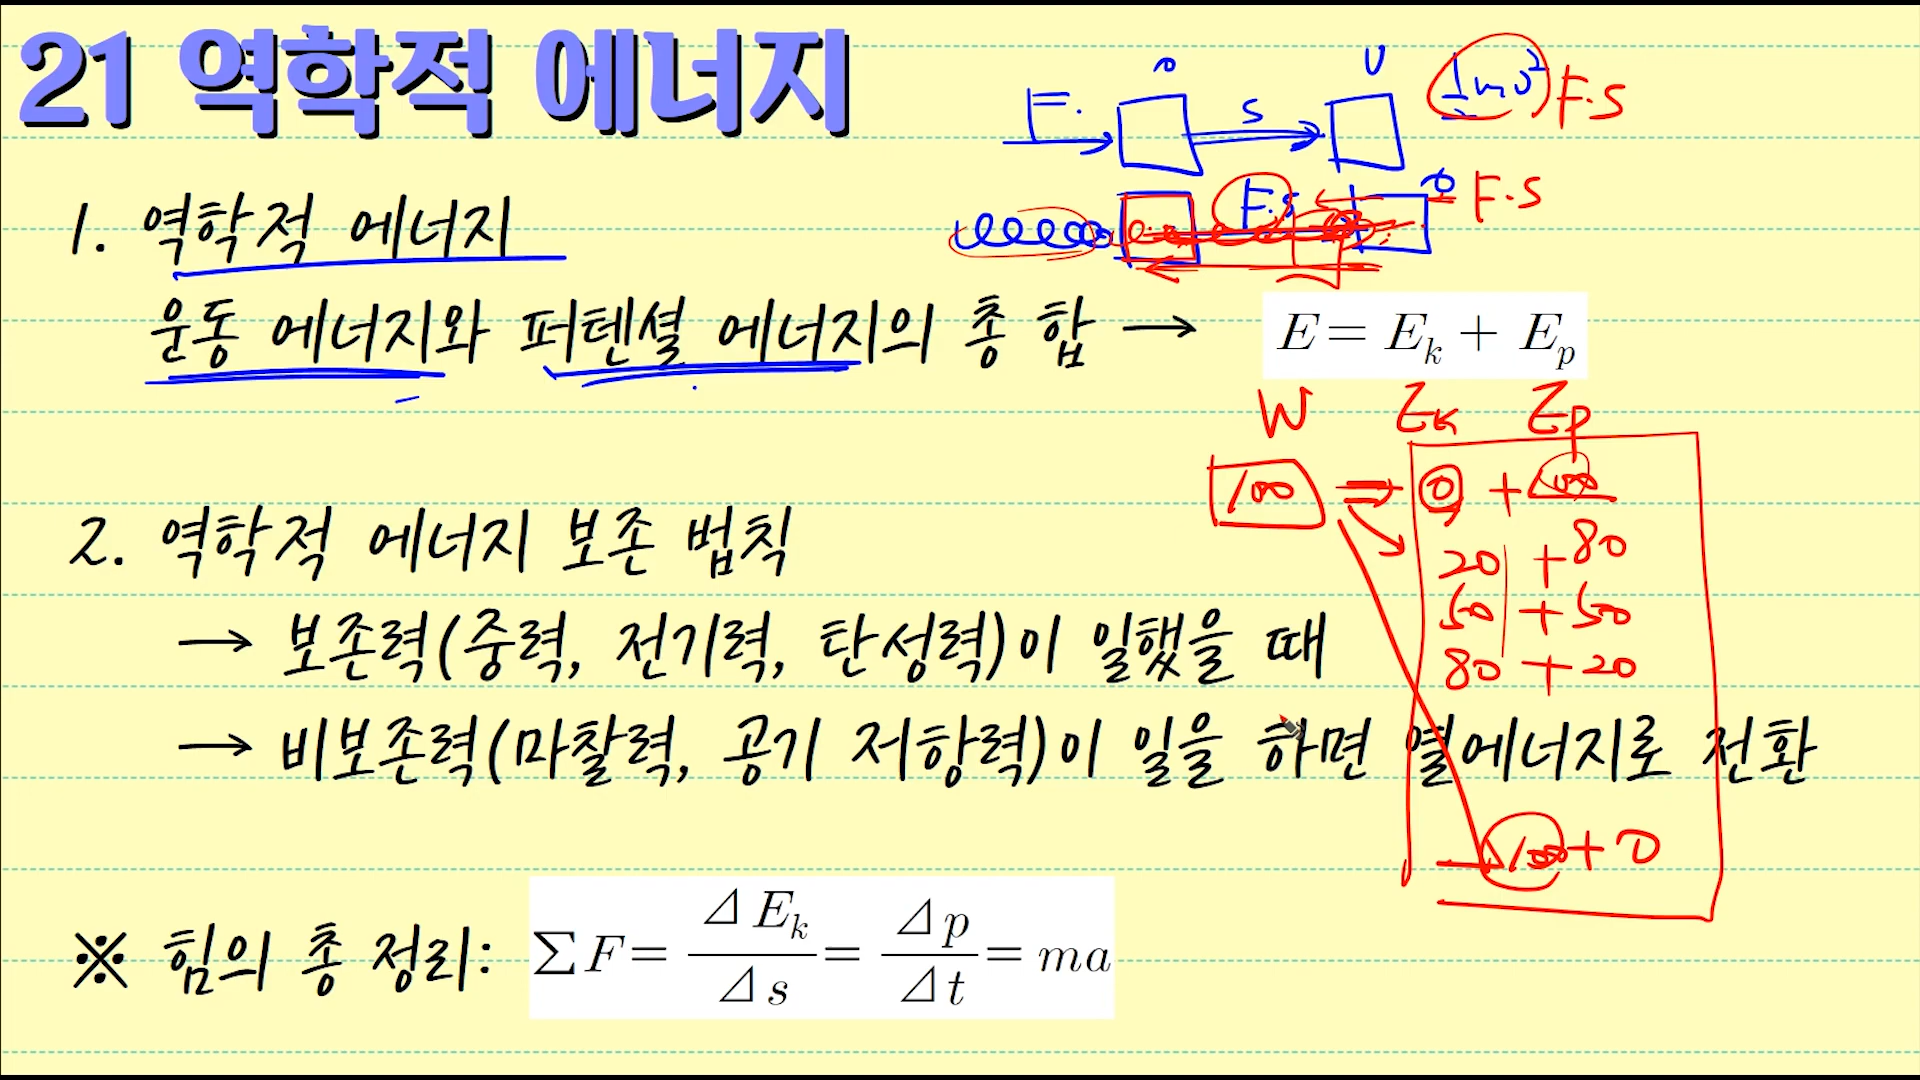 21 역학적 에너지
0 v ½mv² F·S
F. S
F.s 0 F·S
1. 역학적 에너지
운동 에너지와 퍼텐셜 에너지의 총 합 → E = E_k + E_p
W E_K E_p
100 ⇒ 0 + 100
20 + 80
50 + 50
80 + 20
2. 역학적 에너지 보존 법칙
→ 보존력(중력, 전기력, 탄성력)이 일했을 때
→ 비보존력(마찰력, 공기 저항력)이 일을 하면 열에너지로 전환
100 + 0
※ 힘의 총 정리: ΣF = ΔE_k/Δs = Δp/Δt = ma